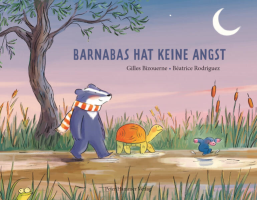 BARNABAS HAT KEINE ANGST
Gilles Bizouerne • Béatrice Rodriguez